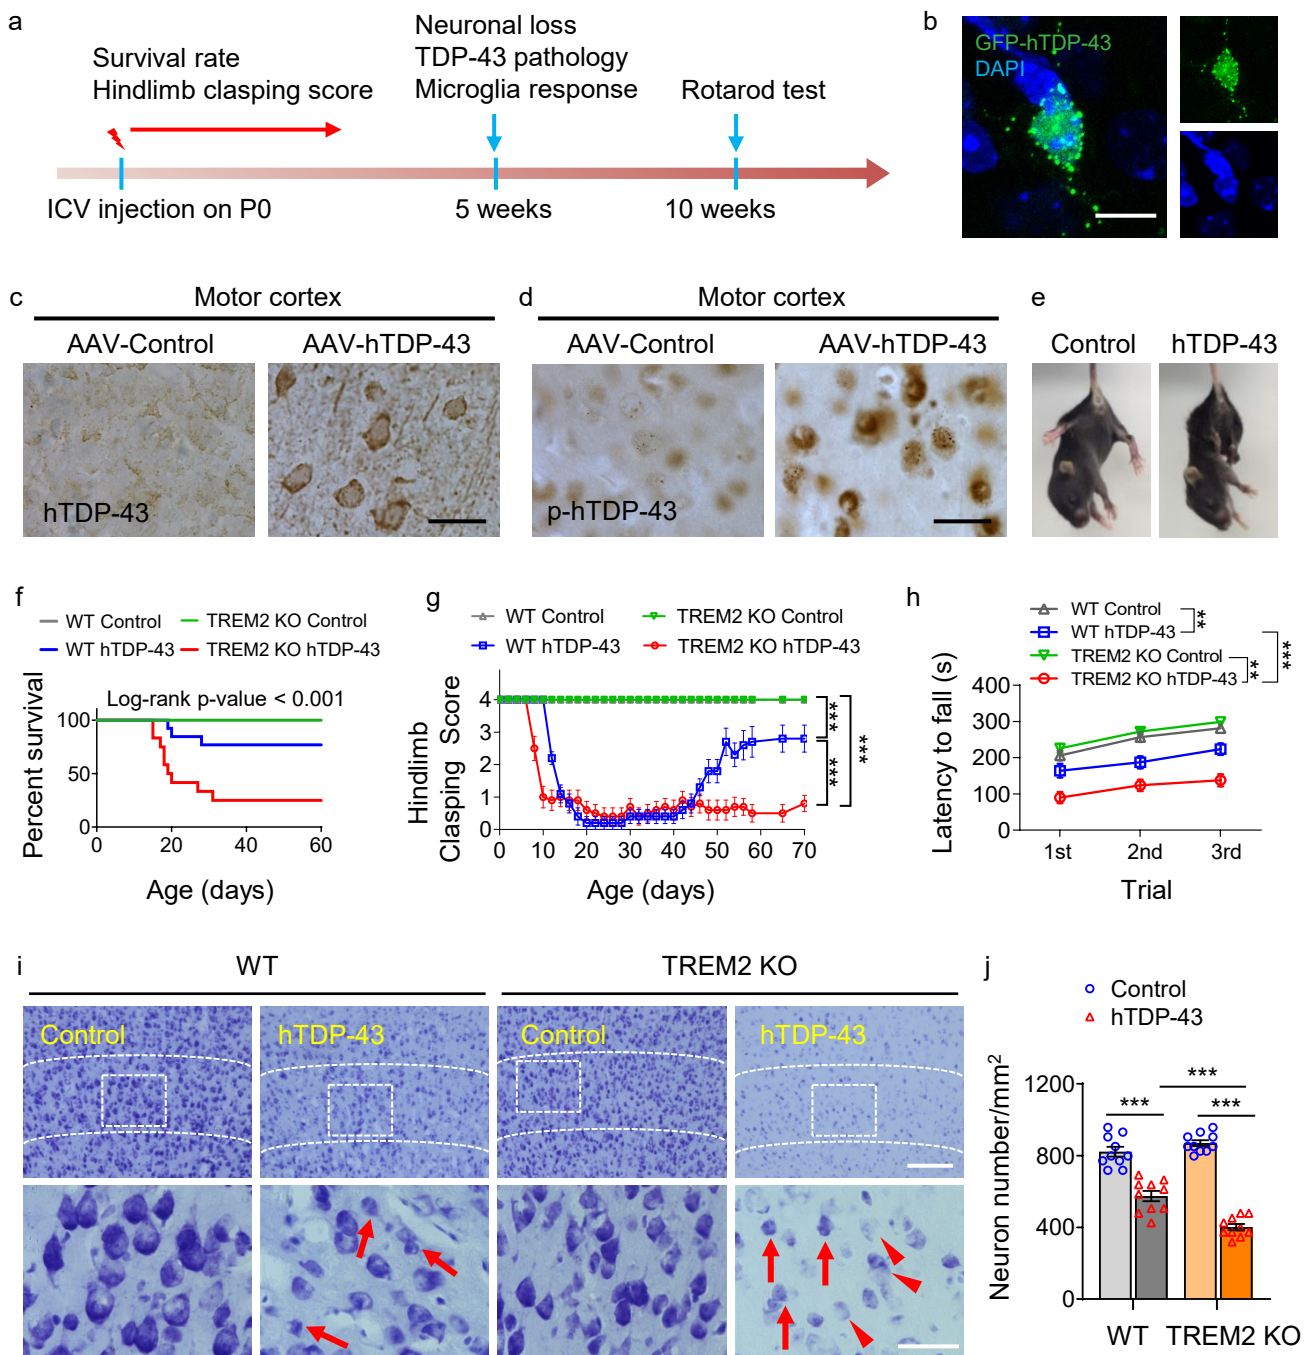 a
Survival rate
Hindlimb clasping score
Neuronal loss
TDP-43 pathology
Microglia response
Rotarod test
ICV injection on P0
5 weeks
10 weeks
b
GFP-hTDP-43
DAPI
c
Motor cortex
AAV-Control
AAV-hTDP-43
hTDP-43
d
Motor cortex
AAV-Control
AAV-hTDP-43
p-hTDP-43
e
Control
hTDP-43
f
WT Control
TREM2 KO Control
WT hTDP-43
TREM2 KO hTDP-43
Log-rank p-value < 0.001
Percent survival
100
50
0
0
20
40
60
Age (days)
g
WT Control
TREM2 KO Control
WT hTDP-43
TREM2 KO hTDP-43
Hindlimb
Clasping Score
4
3
2
1
0
0
10
20
30
40
50
60
70
Age (days)
***
***
***
h
WT Control
WT hTDP-43
TREM2 KO Control
TREM2 KO hTDP-43
**
**
***
Latency to fall (s)
400
300
200
100
0
1st
2nd
3rd
Trial
i
WT
TREM2 KO
Control
hTDP-43
Control
hTDP-43
j
Control
hTDP-43
Neuron number/mm²
1200
800
400
0
***
***
***
WT
TREM2 KO